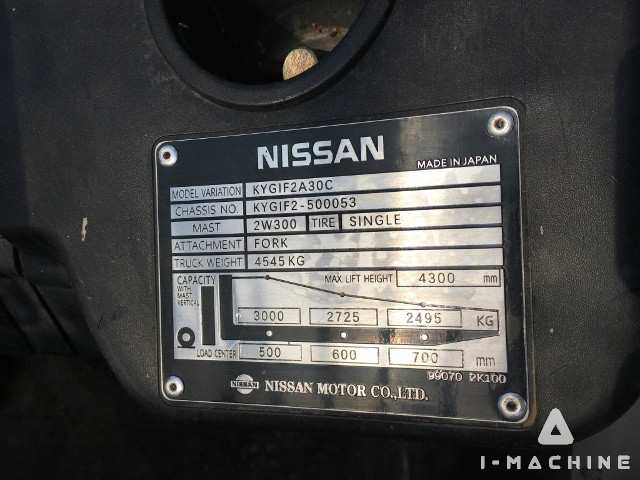 NISSAN
MADE IN JAPAN
MODEL VARIATION KYGIF2A30C
CHASSIS NO. KYGIF2-500053
MAST 2W300 TIRE SINGLE
ATTACHMENT FORK
TRUCK WEIGHT 4545KG
CAPACITY WITH MAST VERTICAL
MAX LIFT HEIGHT 4300 mm
3000 2725 2495 KG
LOAD CENTER 500 600 700 mm
99070 2K100
NISSAN NISSAN MOTOR CO.,LTD.
I-MACHINE